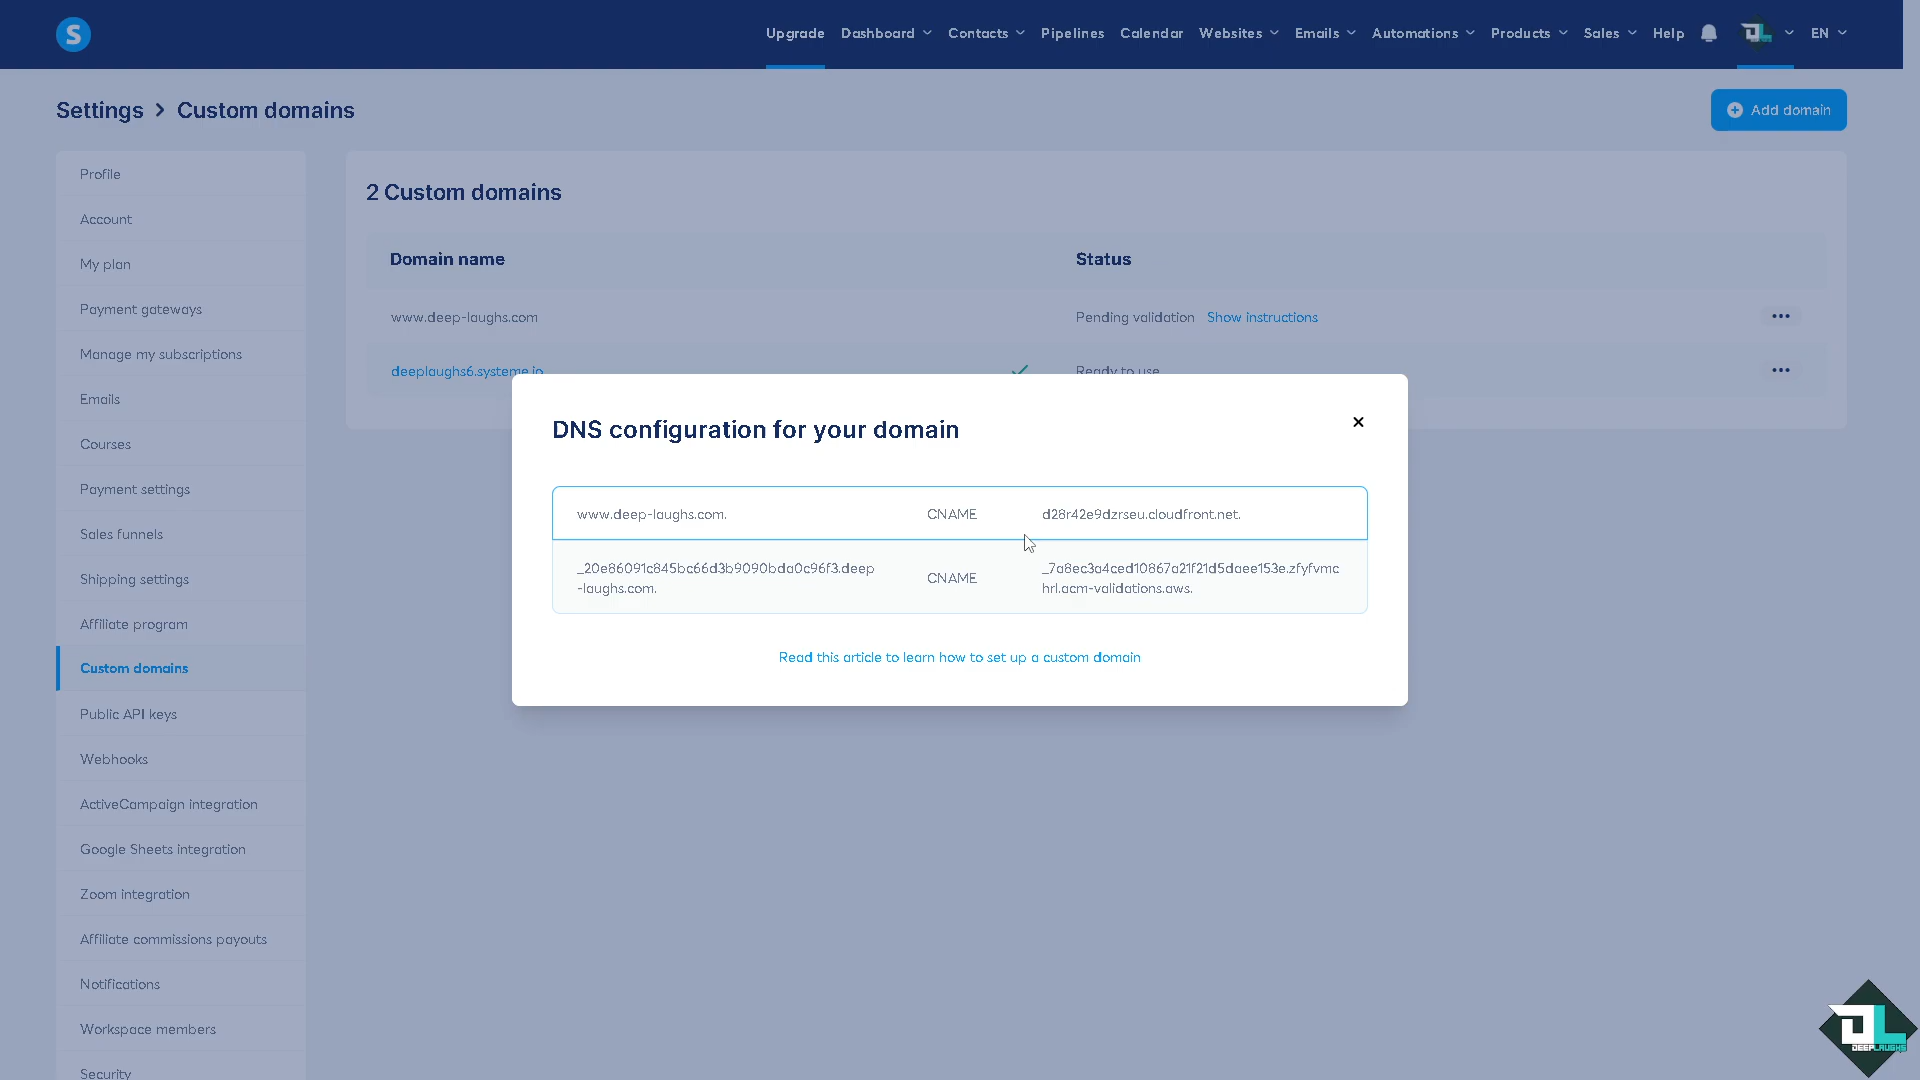 S
Upgrade Dashboard Contacts Pipelines Calendar Websites Emails Automations Products Sales Help EN
Settings > Custom domains
Add domain
Profile
Account
My plan
Payment gateways
Manage my subscriptions
Emails
Courses
Payment settings
Sales funnels
Shipping settings
Affiliate program
Custom domains
Public API keys
Webhooks
ActiveCampaign integration
Google Sheets integration
Zoom integration
Affiliate commissions payouts
Notifications
Workspace members
Security
2 Custom domains
Domain name Status
www.deep-laughs.com Pending validation Show instructions
deeplaughs6.systeme.io Ready to use
DNS configuration for your domain
www.deep-laughs.com. CNAME d28r42e9dzrseu.cloudfront.net.
_20e86091c845bc66d3b9090bda0c96f3.deep
-laughs.com.
CNAME
_7a8ec3a4ced10867a21f21d5daee153e.zfyfvmc
hrl.acm-validations.aws.
Read this article to learn how to set up a custom domain
DL
DEEPLAUGHS